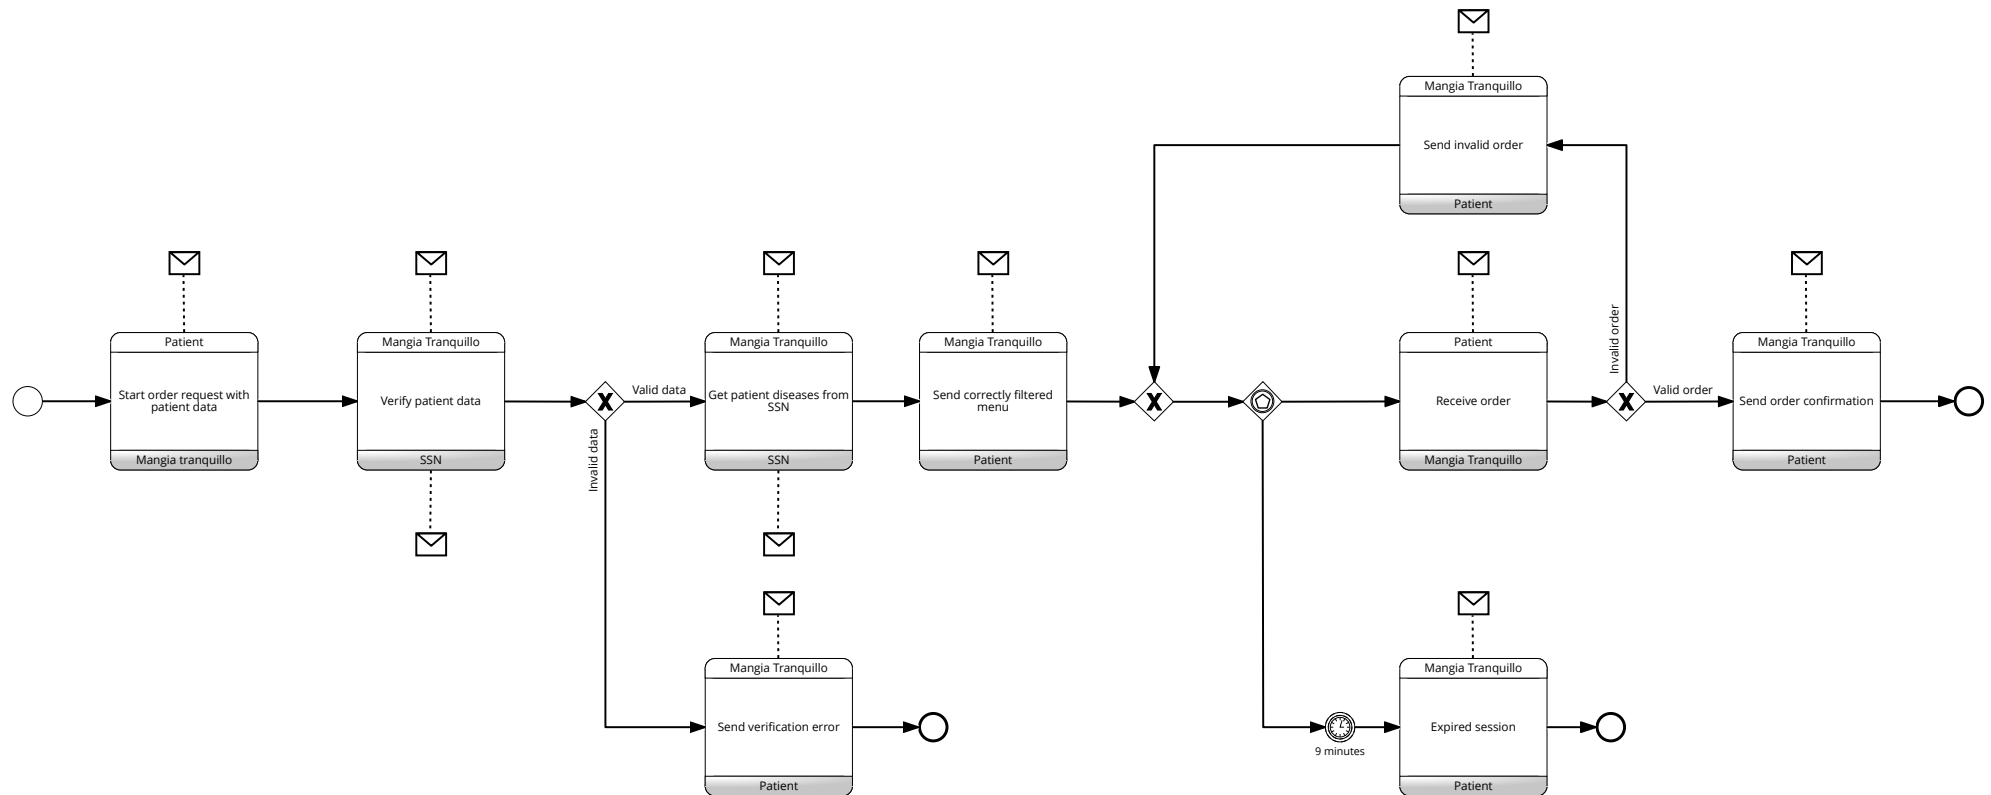 Mangia Tranquillo
Send invalid order
Patient
Patient
Start order request with
patient data
Mangia tranquillo
Mangia Tranquillo
Verify patient data
SSN
Valid data
Invalid data
Mangia Tranquillo
Get patient diseases from
SSN
SSN
Mangia Tranquillo
Send correctly filtered
menu
Patient
Patient
Receive order
Mangia Tranquillo
Invalid order
Valid order
Mangia Tranquillo
Send order confirmation
Patient
Mangia Tranquillo
Send verification error
Patient
9 minutes
Mangia Tranquillo
Expired session
Patient